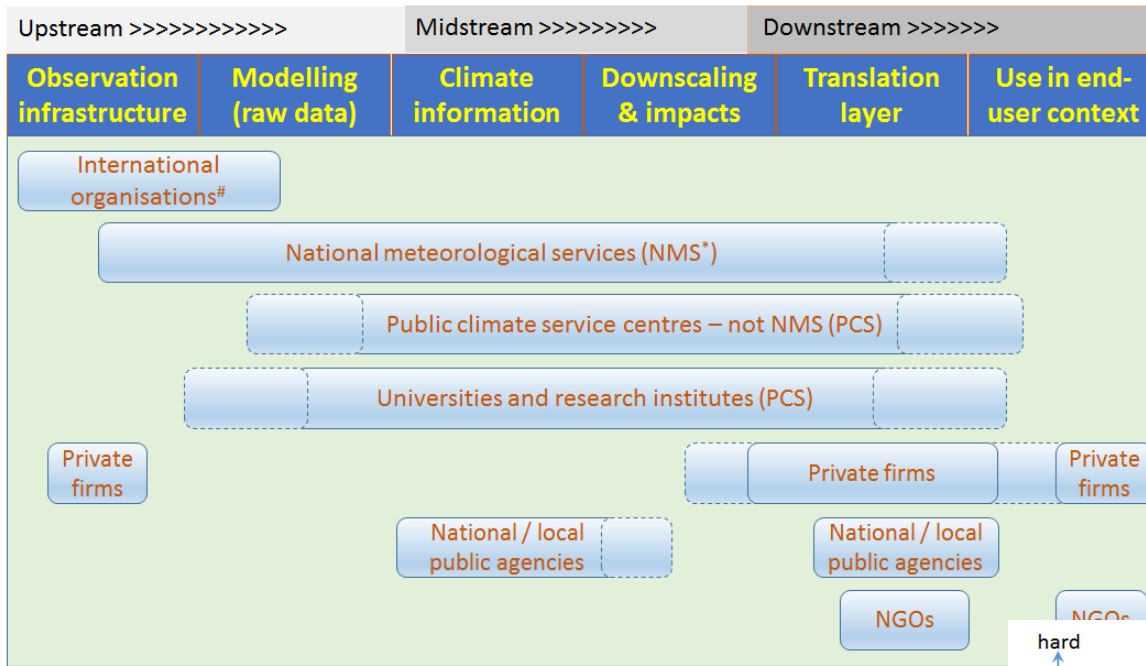 Upstream >>>>>>>>>>>>> Midstream >>>>>>>>> Downstream >>>>>>>
Observation infrastructure
Modelling (raw data)
Climate information
Downscaling & impacts
Translation layer
Use in end-user context
International
organisations#
National meteorological services (NMS*)
Public climate service centres – not NMS (PCS)
Universities and research institutes (PCS)
Private
firms
Private firms
Private
firms
National / local
public agencies
National / local
public agencies
NGOs
NGOs
hard